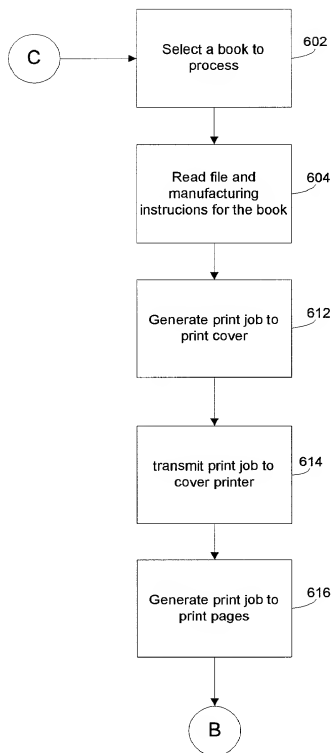 C
Select a book to
process
602
Read file and
manufacturing
instrucions for the book
604
Generate print job to
print cover
612
transmit print job to
cover printer
614
Generate print job to
print pages
616
B